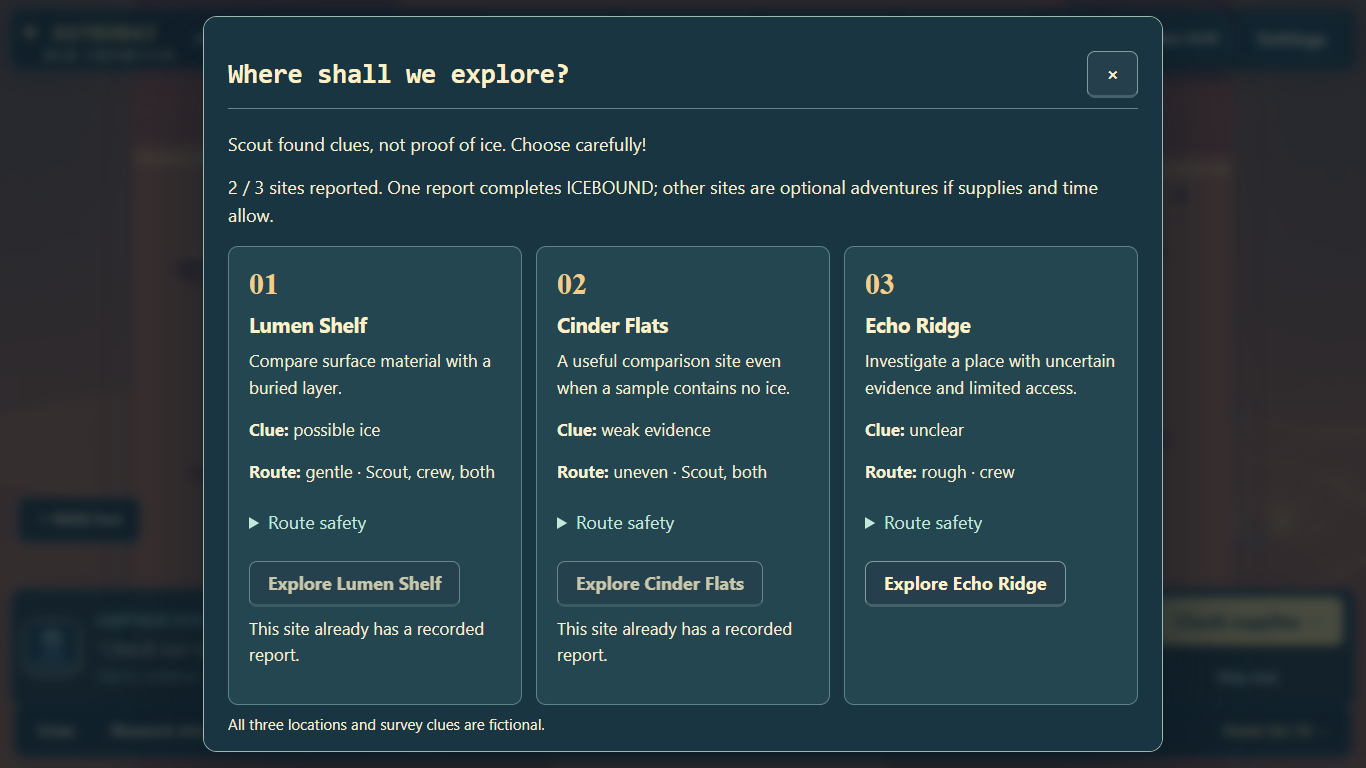 Where shall we explore?
×
Scout found clues, not proof of ice. Choose carefully!
2 / 3 sites reported. One report completes ICEBOUND; other sites are optional adventures if supplies and time
allow.
01
Lumen Shelf
Compare surface material with a
buried layer.
Clue: possible ice
Route: gentle · Scout, crew, both
▶ Route safety
Explore Lumen Shelf
This site already has a recorded
report.
02
Cinder Flats
A useful comparison site even
when a sample contains no ice.
Clue: weak evidence
Route: uneven · Scout, both
▶ Route safety
Explore Cinder Flats
This site already has a recorded
report.
03
Echo Ridge
Investigate a place with uncertain
evidence and limited access.
Clue: unclear
Route: rough · crew
▶ Route safety
Explore Echo Ridge
All three locations and survey clues are fictional.
Settings